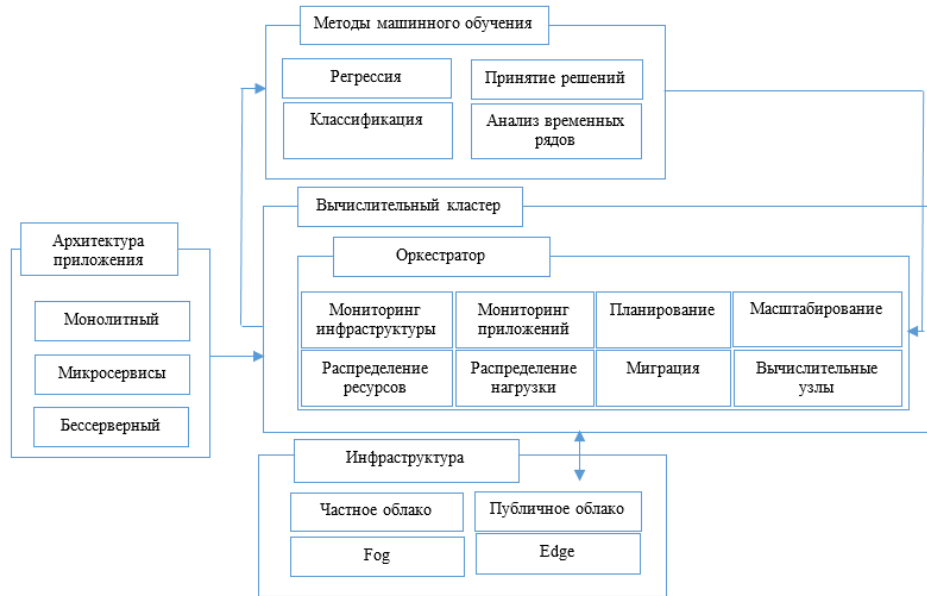 Методы машинного обучения
Регрессия
Принятие решений
Классификация
Анализ временных
рядов
Вычислительный кластер
Архитектура
приложения
Монолитный
Микросервисы
Бессерверный
Оркестратор
Мониторинг
инфраструктуры
Мониторинг
приложений
Планирование
Масштабирование
Распределение
ресурсов
Распределение
нагрузки
Миграция
Вычислительные
узлы
Инфраструктура
Частное облако
Публичное облако
Fog
Edge